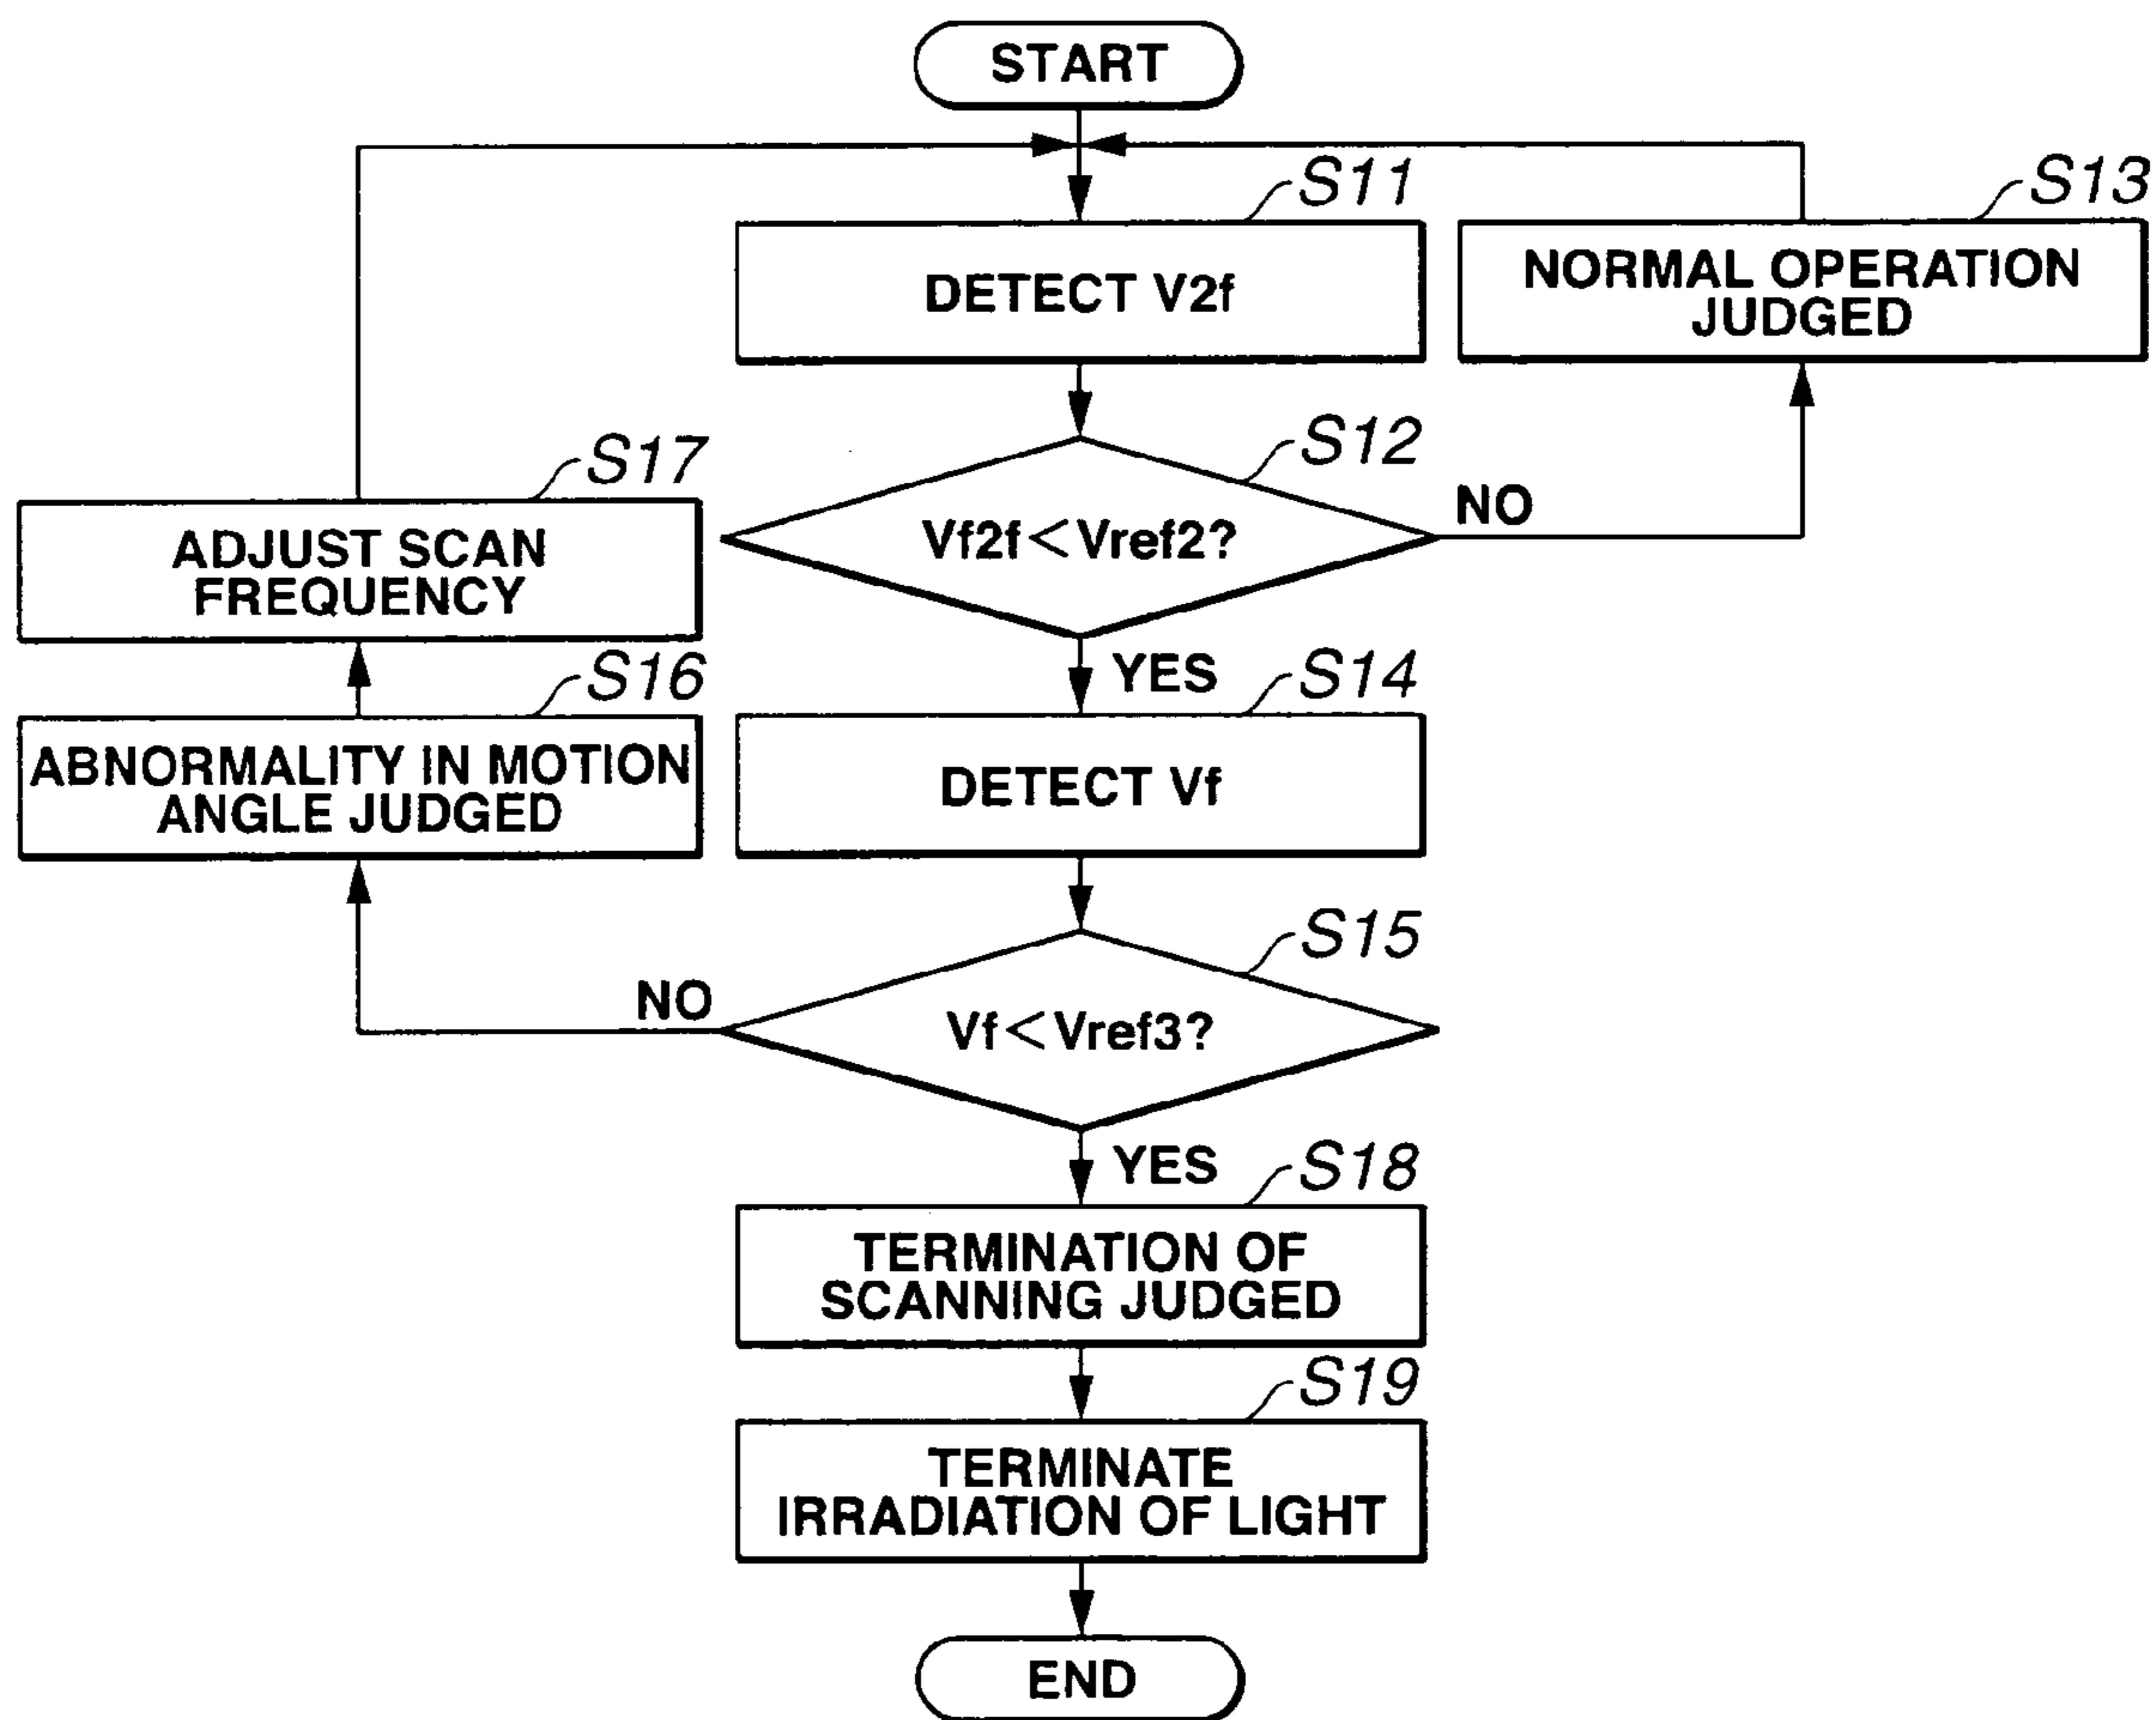 START
S11
DETECT V2f
S13
NORMAL OPERATION
JUDGED
S12
Vf2f<Vref2?
NO
YES
S17
ADJUST SCAN
FREQUENCY
S16
ABNORMALITY IN MOTION
ANGLE JUDGED
S14
DETECT Vf
S15
Vf<Vref3?
NO
YES
S18
TERMINATION OF
SCANNING JUDGED
S19
TERMINATE
IRRADIATION OF LIGHT
END